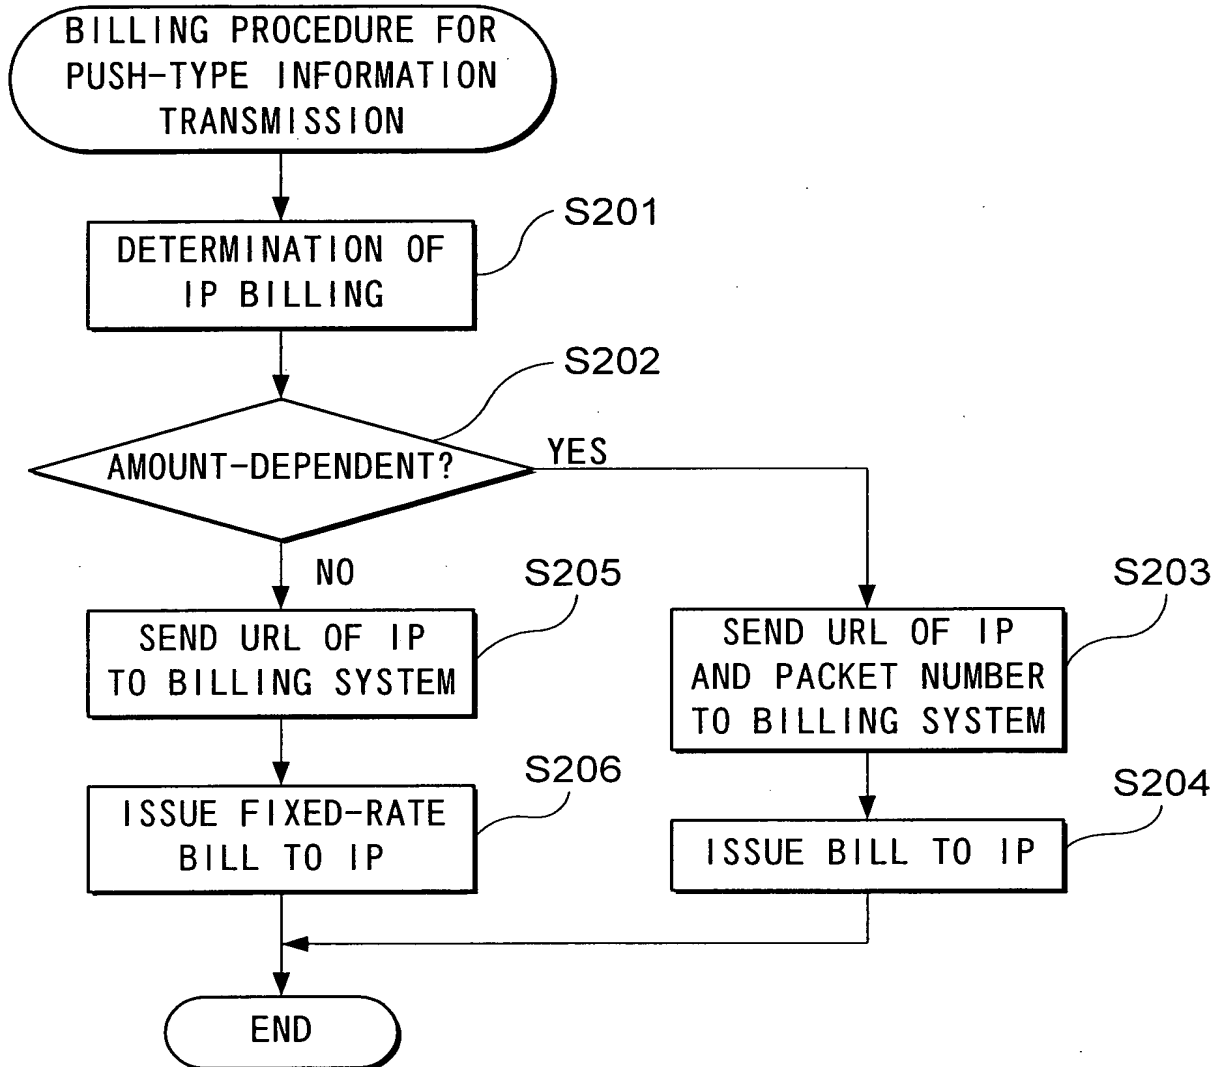 BILLING PROCEDURE FOR
PUSH-TYPE INFORMATION
TRANSMISSION
S201
DETERMINATION OF
IP BILLING
S202
AMOUNT-DEPENDENT?
YES
NO
S205
SEND URL OF IP
TO BILLING SYSTEM
S203
SEND URL OF IP
AND PACKET NUMBER
TO BILLING SYSTEM
S206
ISSUE FIXED-RATE
BILL TO IP
S204
ISSUE BILL TO IP
END